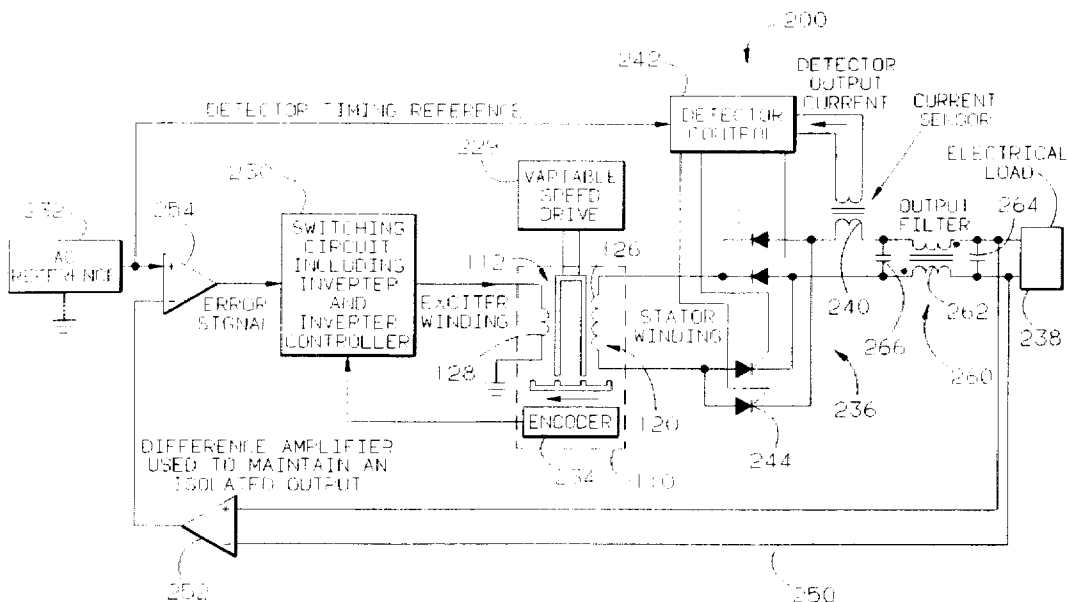 200
242
DETECTOR
OUTPUT
CURRENT
CURRENT
SENSOR
DETECTOR TIMING REFERENCE
DETECTOR
CONTROL
229
VARIABLE
SPEED
DRIVE
ELECTRICAL
LOAD
230
232
254
OUTPUT
FILTER
264
AC
REFERENCE
SWITCHING
CIRCUIT
INCLUDING
INVERTER
AND
INVERTER
CONTROLLER
126
112
ERROR
SIGNAL
EXCITER
WINDING
STATOR
WINDING
240
262
266
238
128
260
120
236
ENCODER
244
234
110
DIFFERENCE AMPLIFIER
USED TO MAINTAIN AN
ISOLATED OUTPUT
+
-
+
-
252
250